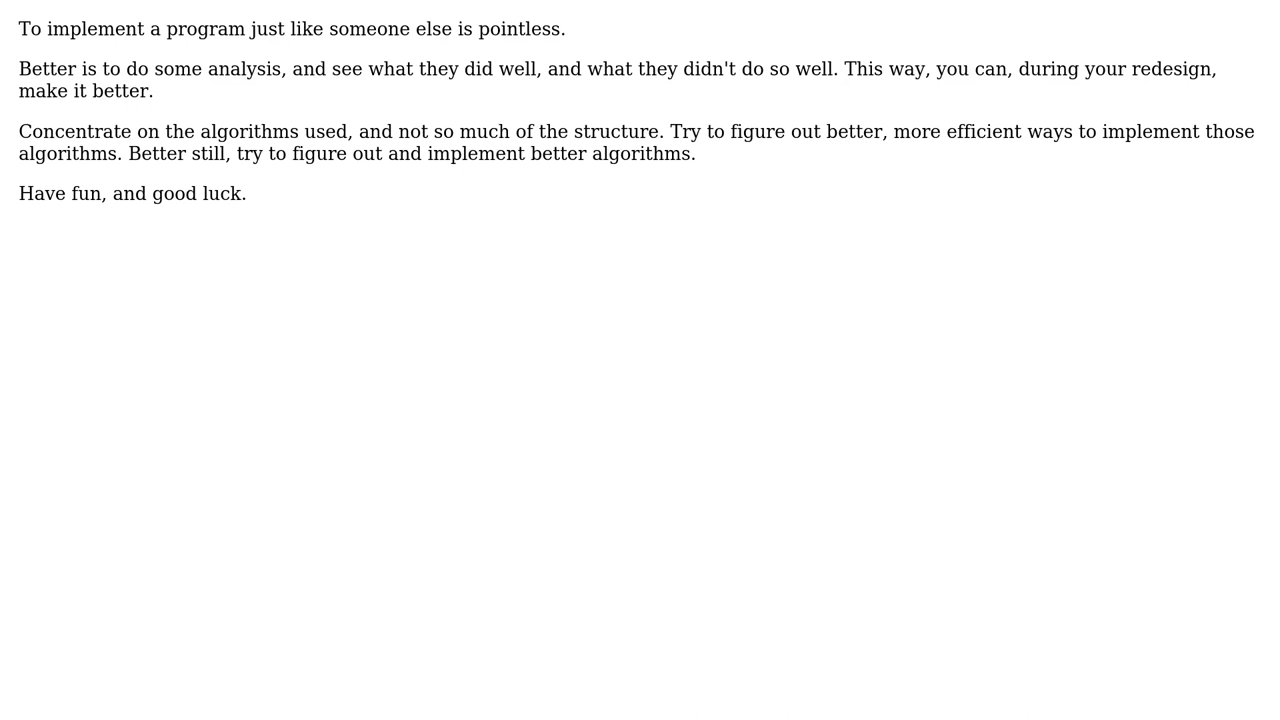 To implement a program just like someone else is pointless.
Better is to do some analysis, and see what they did well, and what they didn't do so well. This way, you can, during your redesign,
make it better.
Concentrate on the algorithms used, and not so much of the structure. Try to figure out better, more efficient ways to implement those
algorithms. Better still, try to figure out and implement better algorithms.
Have fun, and good luck.